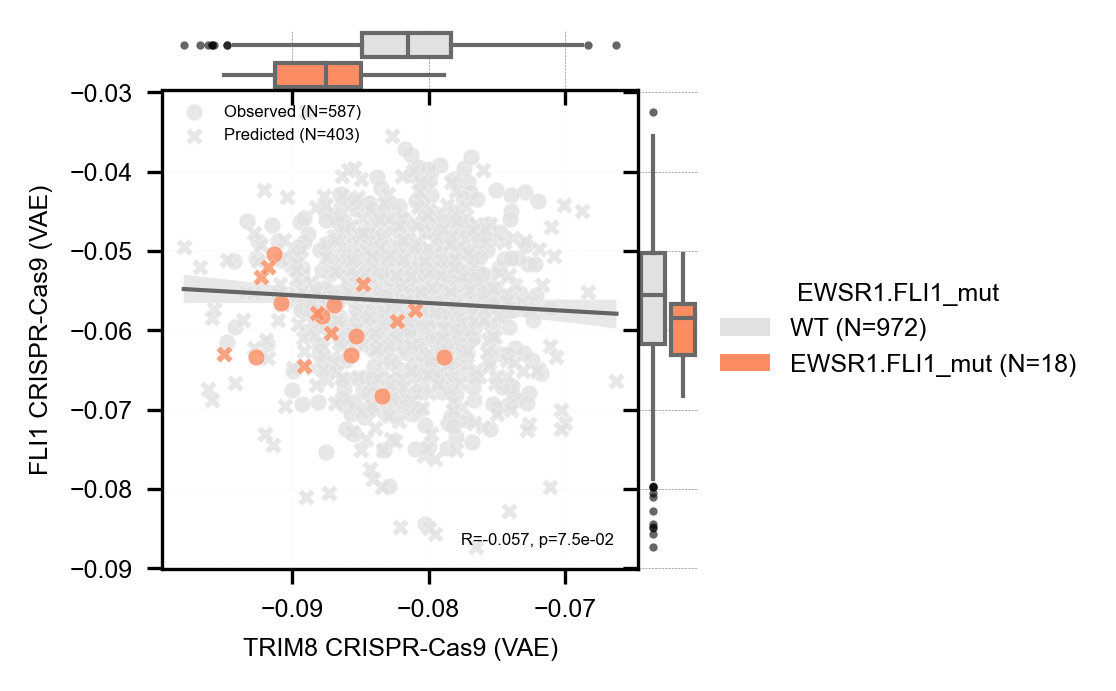 Observed (N=587)
Predicted (N=403)
−0.03
−0.04
−0.05
−0.06
−0.07
−0.08
−0.09
FLI1 CRISPR-Cas9 (VAE)
R=-0.057, p=7.5e-02
−0.09
−0.08
−0.07
TRIM8 CRISPR-Cas9 (VAE)
EWSR1.FLI1_mut
WT (N=972)
EWSR1.FLI1_mut (N=18)